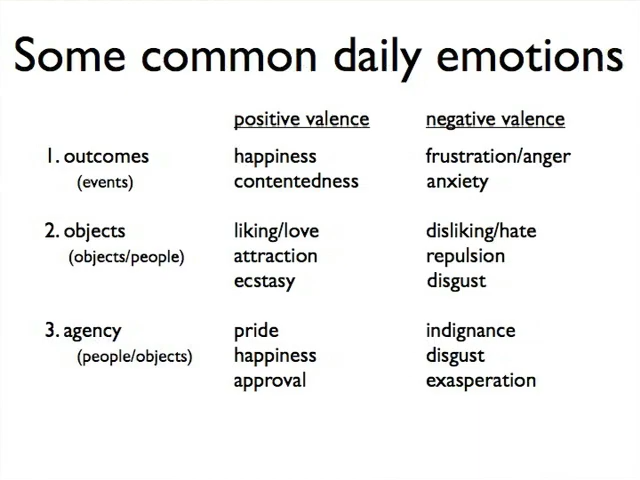 Some common daily emotions
positive valence negative valence
1. outcomes happiness frustration/anger
(events) contentedness anxiety
2. objects liking/love disliking/hate
(objects/people) attraction repulsion
ecstasy disgust
3. agency pride indignance
(people/objects) happiness disgust
approval exasperation